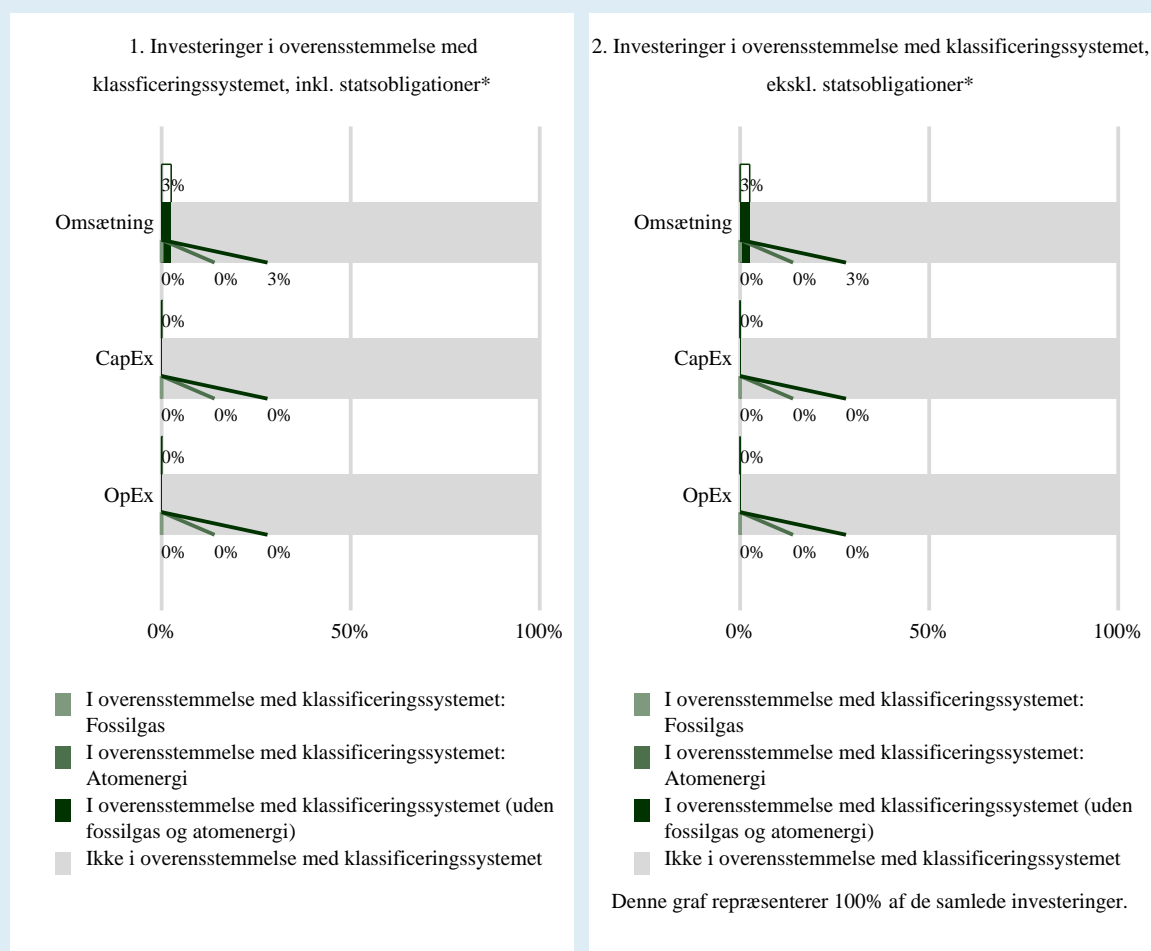 1. Investeringer i overensstemmelse med
klassficeringssystemet, inkl. statsobligationer*
3%
Omsætning
0% 0% 3%
0%
CapEx
0% 0% 0%
0%
OpEx
0% 0% 0%
0% 50% 100%
I overensstemmelse med klassificeringssystemet:
Fossilgas
I overensstemmelse med klassificeringssystemet:
Atomenergi
I overensstemmelse med klassificeringssystemet (uden
fossilgas og atomenergi)
Ikke i overensstemmelse med klassificeringssystemet
2. Investeringer i overensstemmelse med klassificeringssystemet,
ekskl. statsobligationer*
3%
Omsætning
0% 0% 3%
0%
CapEx
0% 0% 0%
0%
OpEx
0% 0% 0%
0% 50% 100%
I overensstemmelse med klassificeringssystemet:
Fossilgas
I overensstemmelse med klassificeringssystemet:
Atomenergi
I overensstemmelse med klassificeringssystemet (uden
fossilgas og atomenergi)
Ikke i overensstemmelse med klassificeringssystemet
Denne graf repræsenterer 100% af de samlede investeringer.